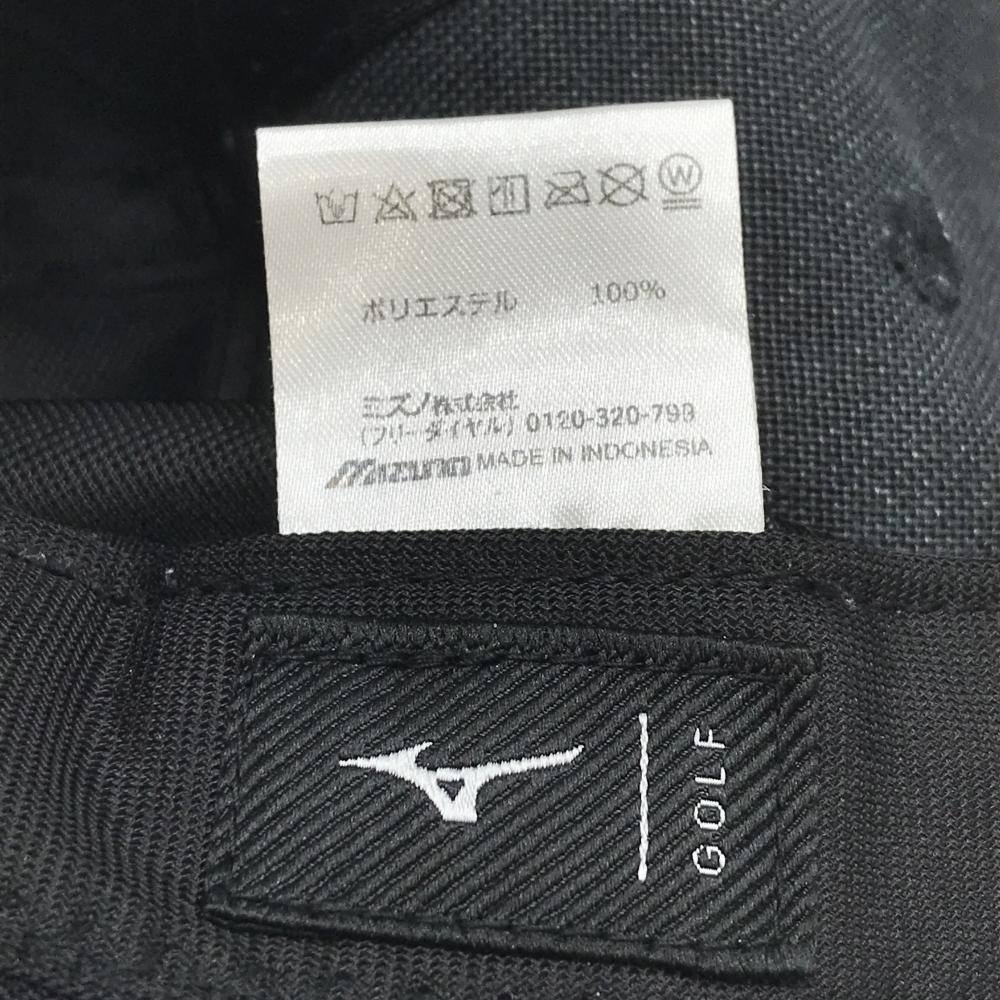 W
ポリエステル 100%
ミズノ株式会社
(フリーダイヤル) 0120-320-799
Mizuno MADE IN INDONESIA
GOLF